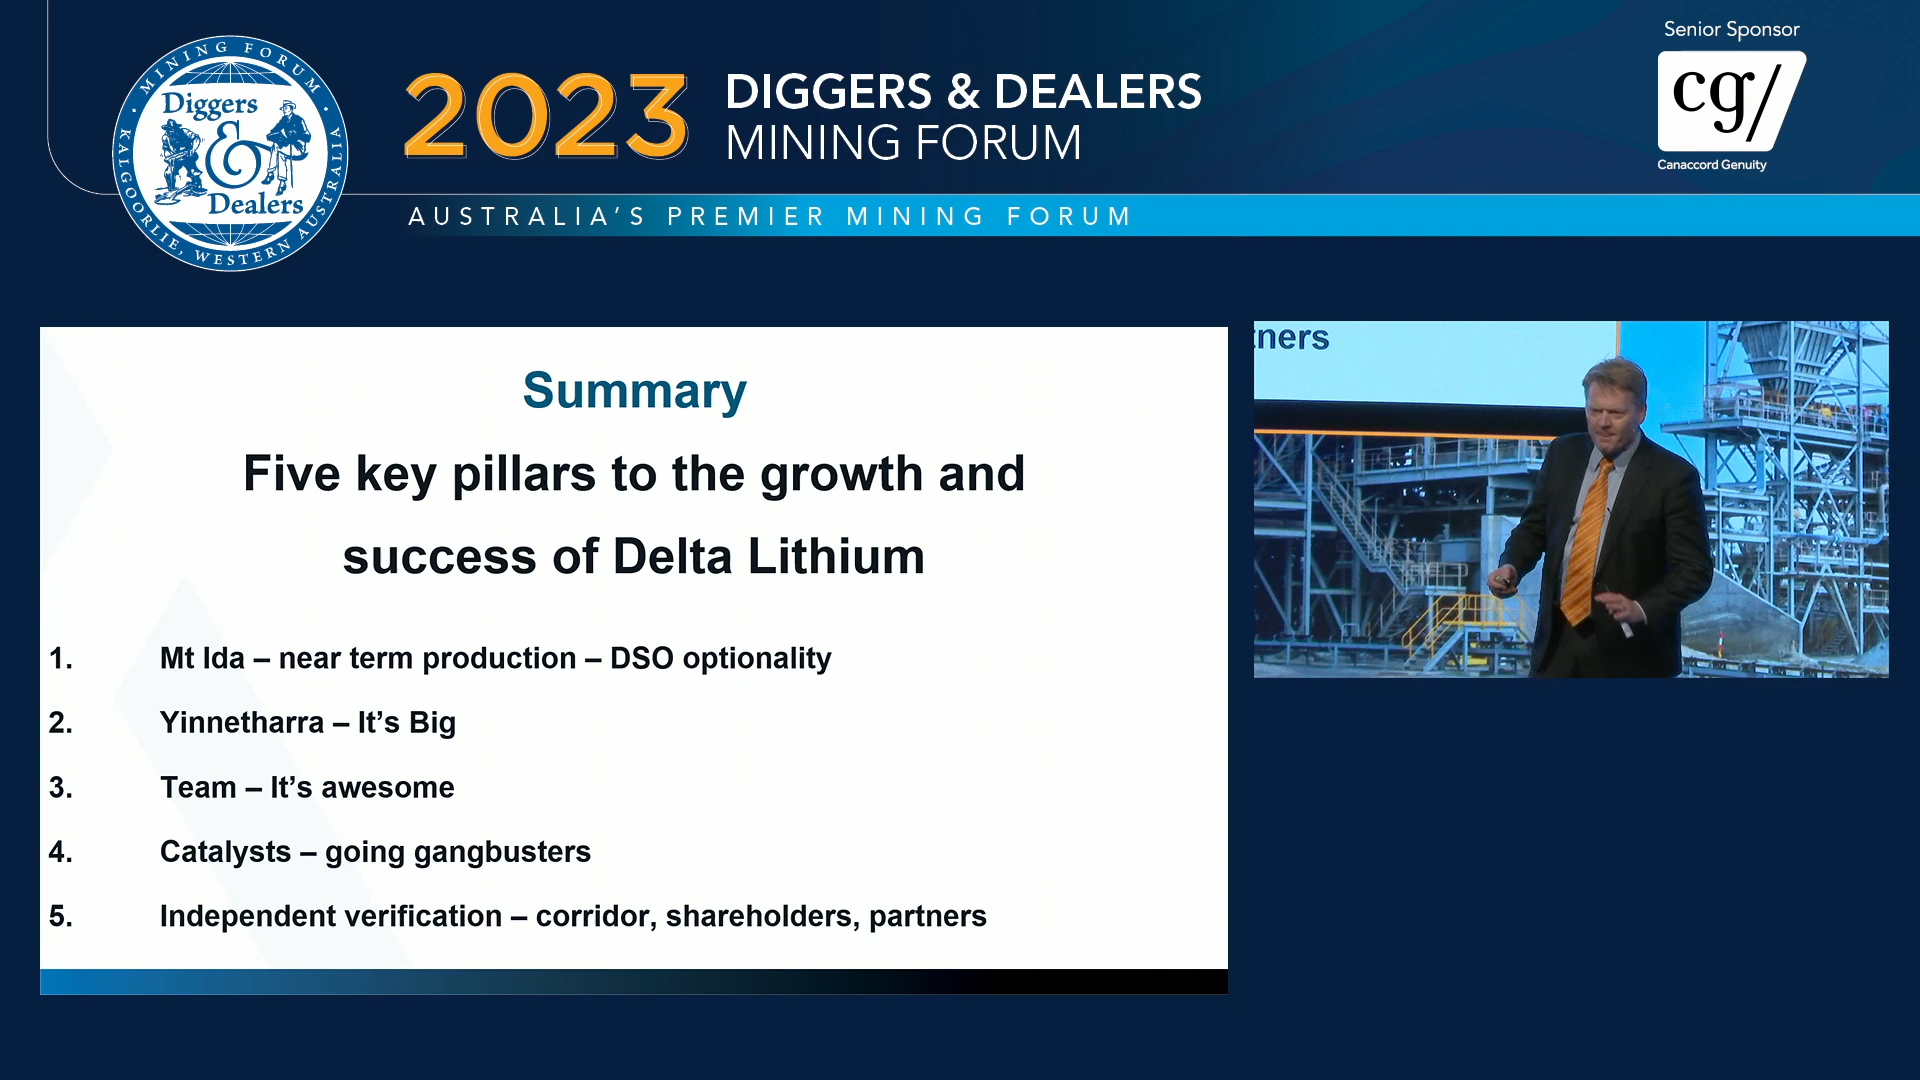 MINING FORUM
Diggers
&
Dealers
KALGOORLIE, WESTERN AUSTRALIA
2023
DIGGERS & DEALERS
MINING FORUM
AUSTRALIA'S PREMIER MINING FORUM
Senior Sponsor
cg/
Canaccord Genuity
Summary
Five key pillars to the growth and
success of Delta Lithium
1. Mt Ida – near term production – DSO optionality
2. Yinnetharra – It’s Big
3. Team – It’s awesome
4. Catalysts – going gangbusters
5. Independent verification – corridor, shareholders, partners
tners